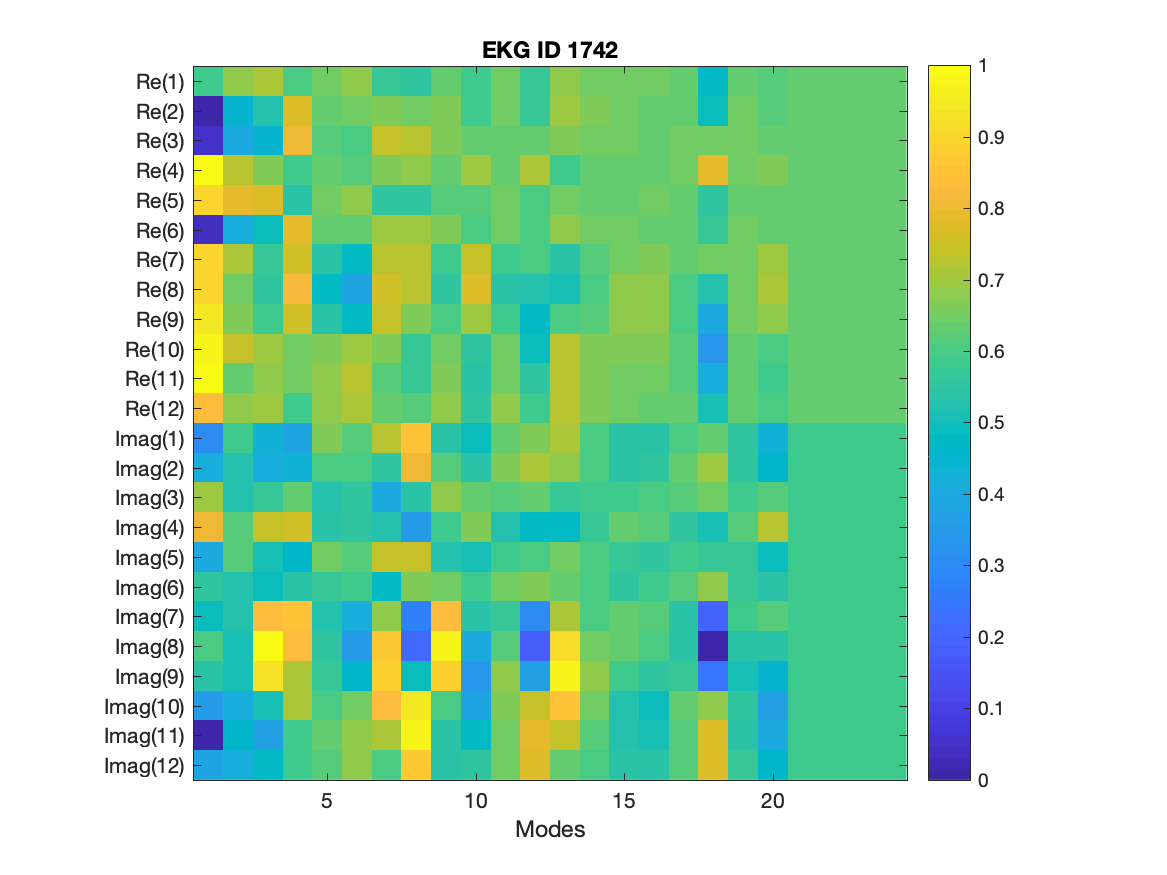 EKG ID 1742
Re(1)
Re(2)
Re(3)
Re(4)
Re(5)
Re(6)
Re(7)
Re(8)
Re(9)
Re(10)
Re(11)
Re(12)
Imag(1)
Imag(2)
Imag(3)
Imag(4)
Imag(5)
Imag(6)
Imag(7)
Imag(8)
Imag(9)
Imag(10)
Imag(11)
Imag(12)
5 10 15 20
Modes
1
0.9
0.8
0.7
0.6
0.5
0.4
0.3
0.2
0.1
0